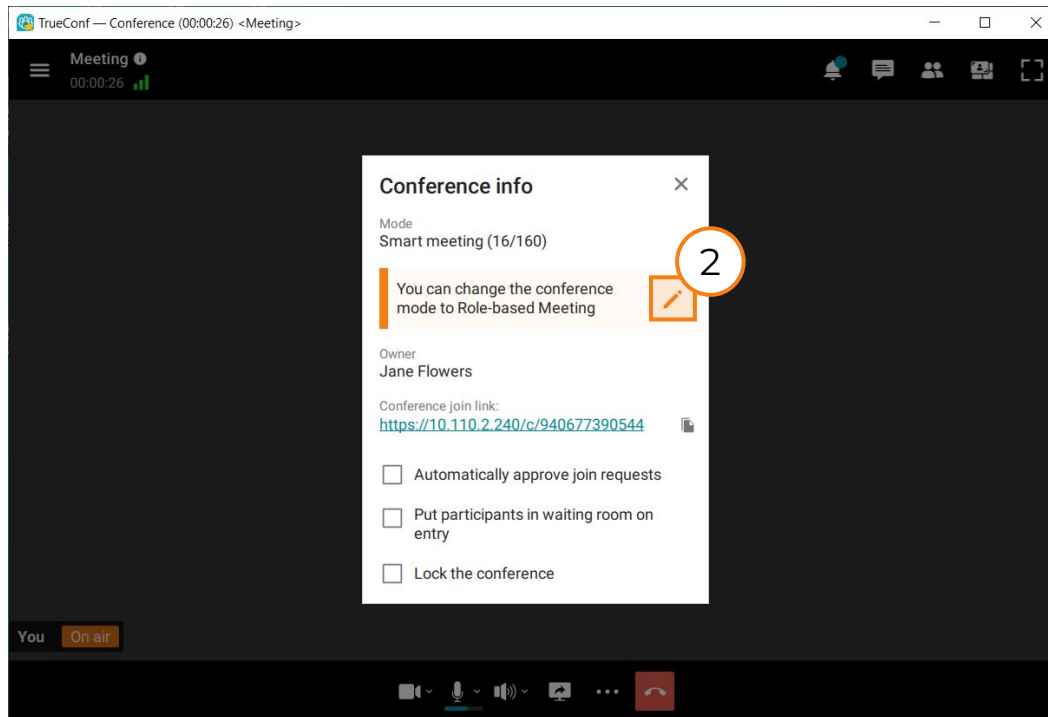 TrueConf — Conference (00:00:26) <Meeting>
Meeting
00:00:26
Conference info
Mode
Smart meeting (16/160)
2
You can change the conference
mode to Role-based Meeting
Owner
Jane Flowers
Conference join link:
https://10.110.2.240/c/940677390544
Automatically approve join requests
Put participants in waiting room on
entry
Lock the conference
You On air